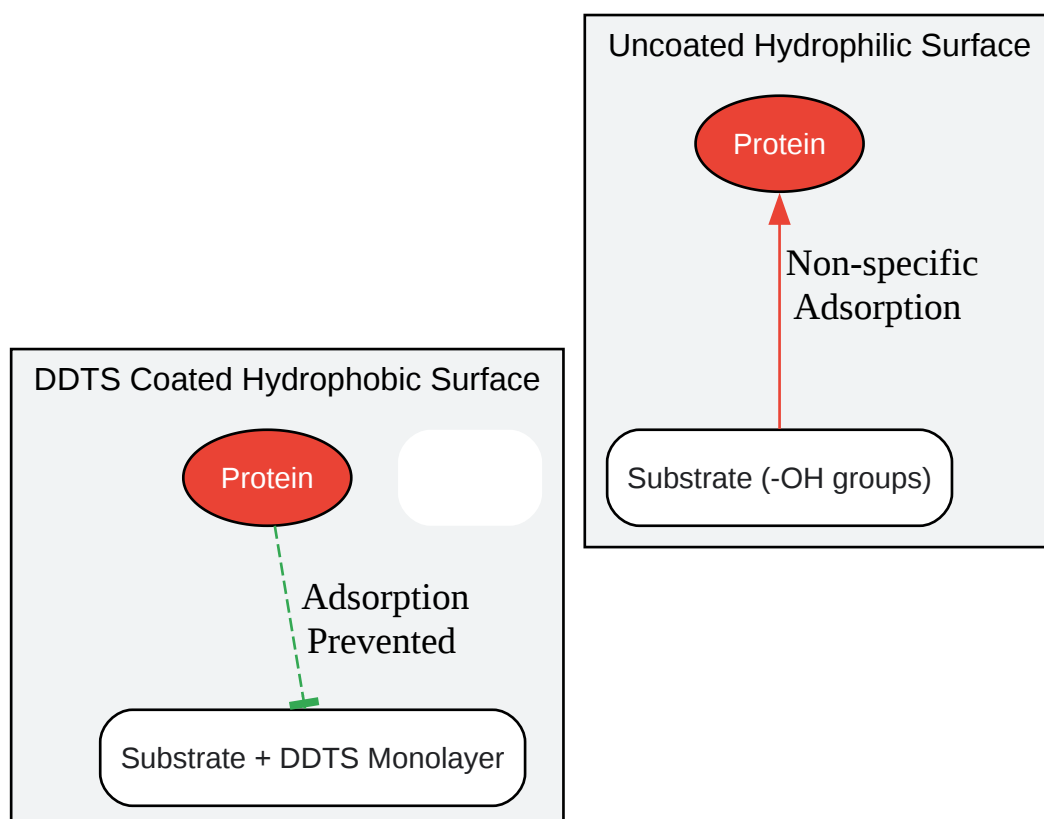 Uncoated Hydrophilic Surface
Protein
Non-specific
Adsorption
Substrate (-OH groups)
DDTS Coated Hydrophobic Surface
Protein
Adsorption
Prevented
Substrate + DDTS Monolayer